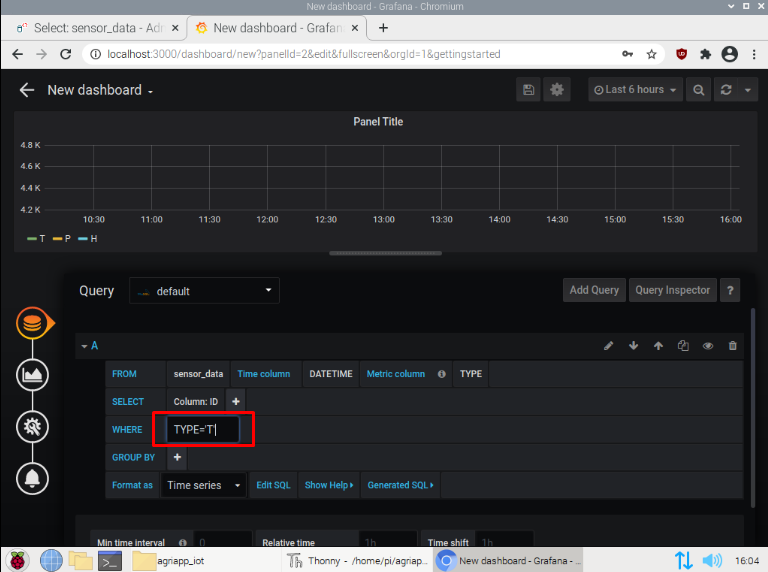 New dashboard - Grafana - Chromium
Select: sensor_data - Adm
New dashboard - Grafana
localhost:3000/dashboard/new?panelId=2&edit&fullscreen&orgId=1&gettingstarted
New dashboard
Last 6 hours
Panel Title
4.8 K
4.6 K
4.4 K
4.2 K
10:30 11:00 11:30 12:00 12:30 13:00 13:30 14:00 14:30 15:00 15:30 16:00
T P H
Query default Add Query Query Inspector ?
A
FROM sensor_data Time column DATETIME Metric column TYPE
SELECT Column: ID +
WHERE TYPE='T'
GROUP BY +
Format as Time series Edit SQL Show Help Generated SQL
Min time interval 0 Relative time 1h Time shift 1h
agriapp_iot Thonny - /home/pi/agriap... New dashboard - Grafana - ... 16:04